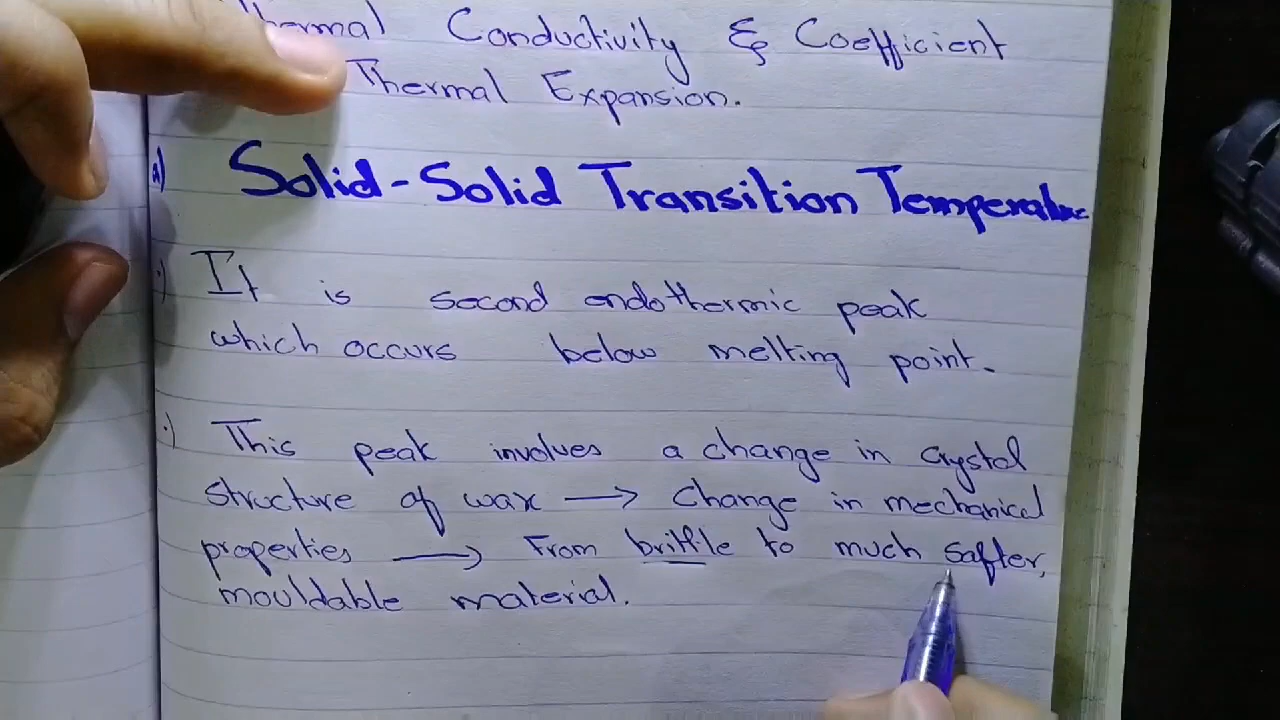 Conductivity & Coefficient
Thermal Expansion.
Solid-Solid Transition Temperature
It is second endothermic peak
which occurs below melting point.
This peak involves a change in crystal
structure of wax → change in mechanical
properties → From brittle to much safter,
mouldable material.